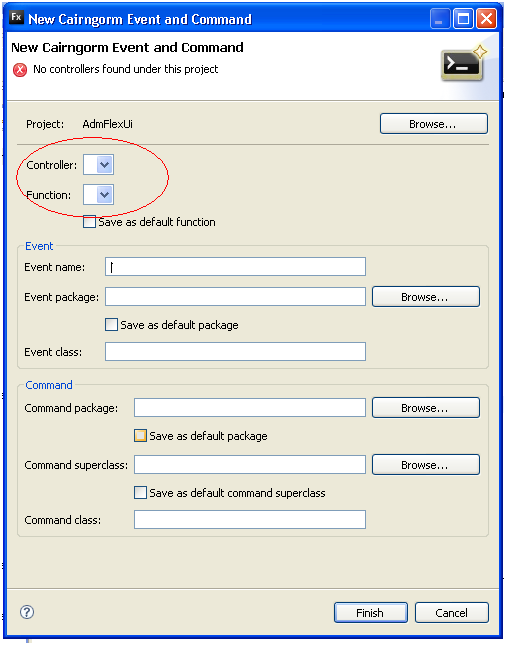 Fx New Cairngorm Event and Command
New Cairngorm Event and Command
No controllers found under this project
Project: AdmFlexUi Browse...
Controller:
Function:
Save as default function
Event
Event name:
Event package: Browse...
Save as default package
Event class:
Command
Command package: Browse...
Save as default package
Command superclass: Browse...
Save as default command superclass
Command class:
? Finish Cancel